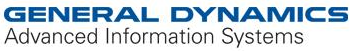 GENERAL DYNAMICS
Advanced Information Systems